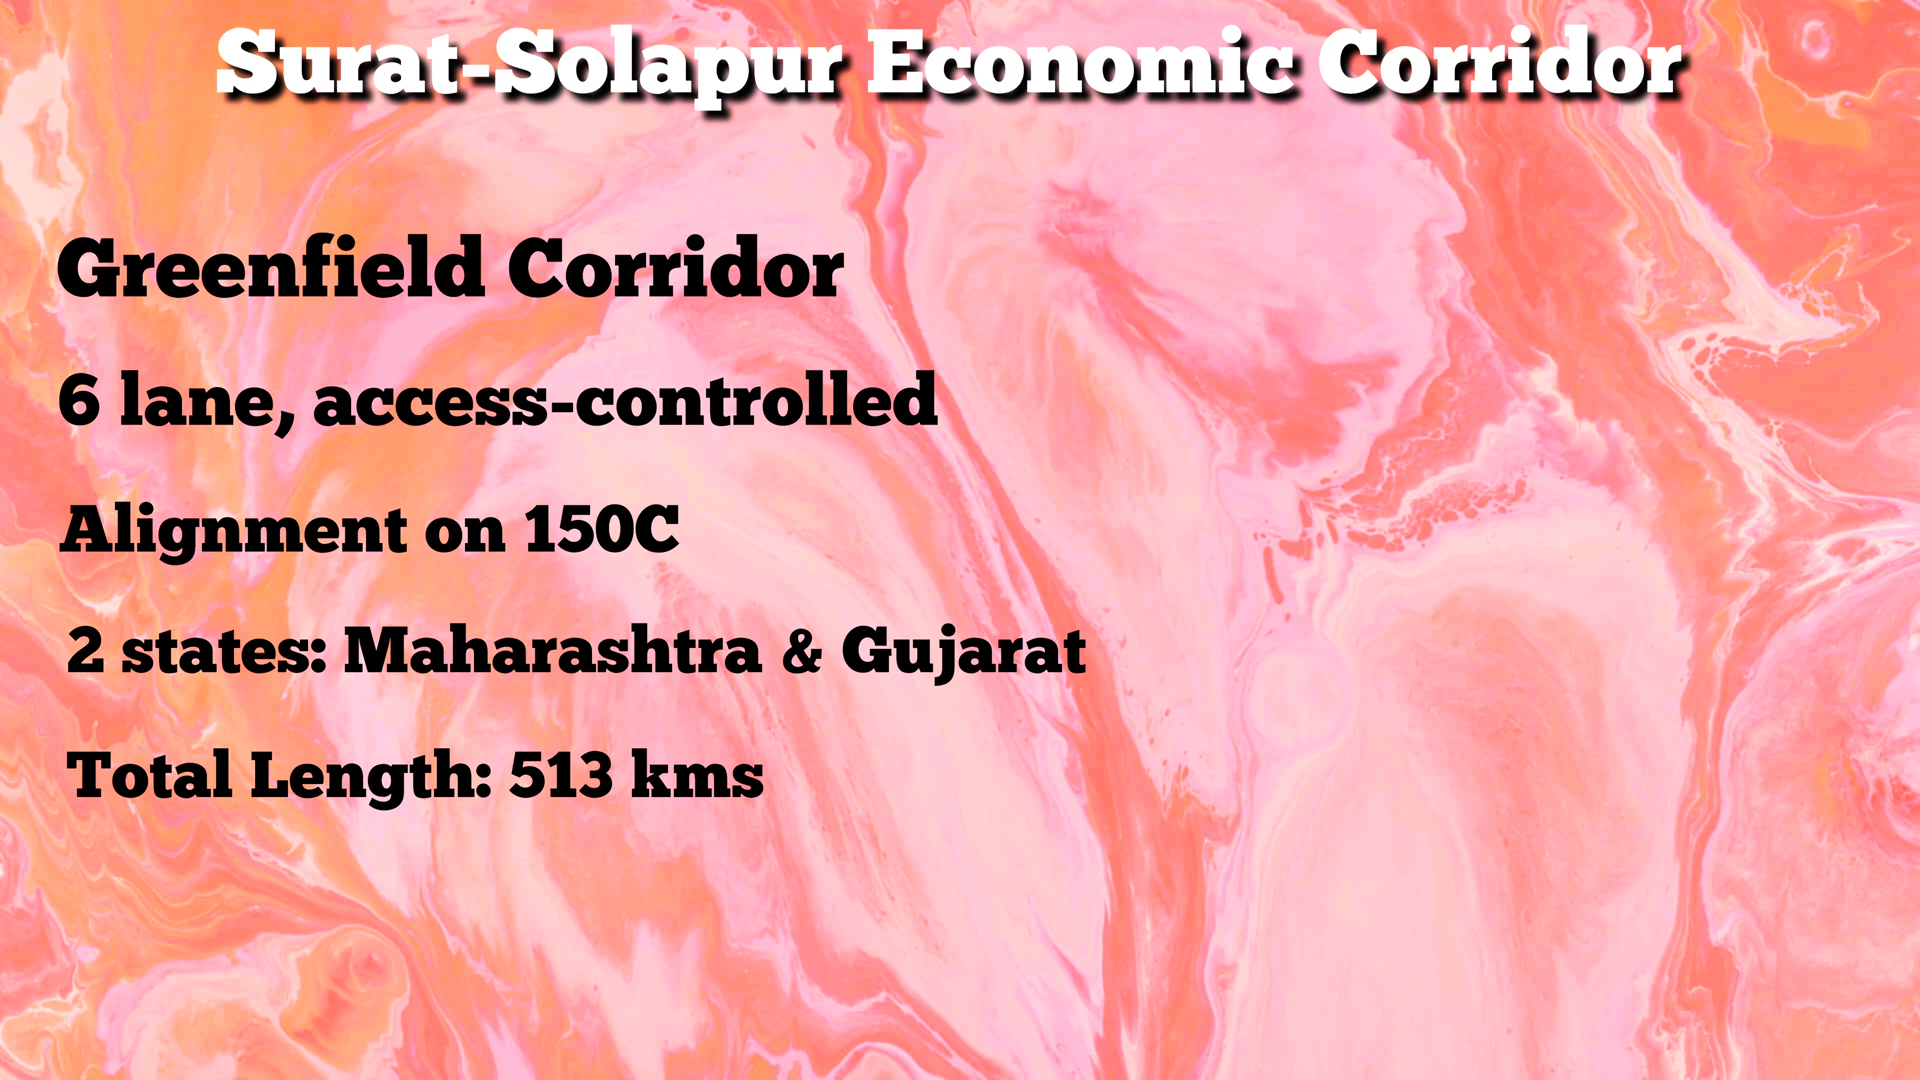 Surat-Solapur Economic Corridor
Greenfield Corridor
6 lane, access-controlled
Alignment on 150C
2 states: Maharashtra & Gujarat
Total Length: 513 kms